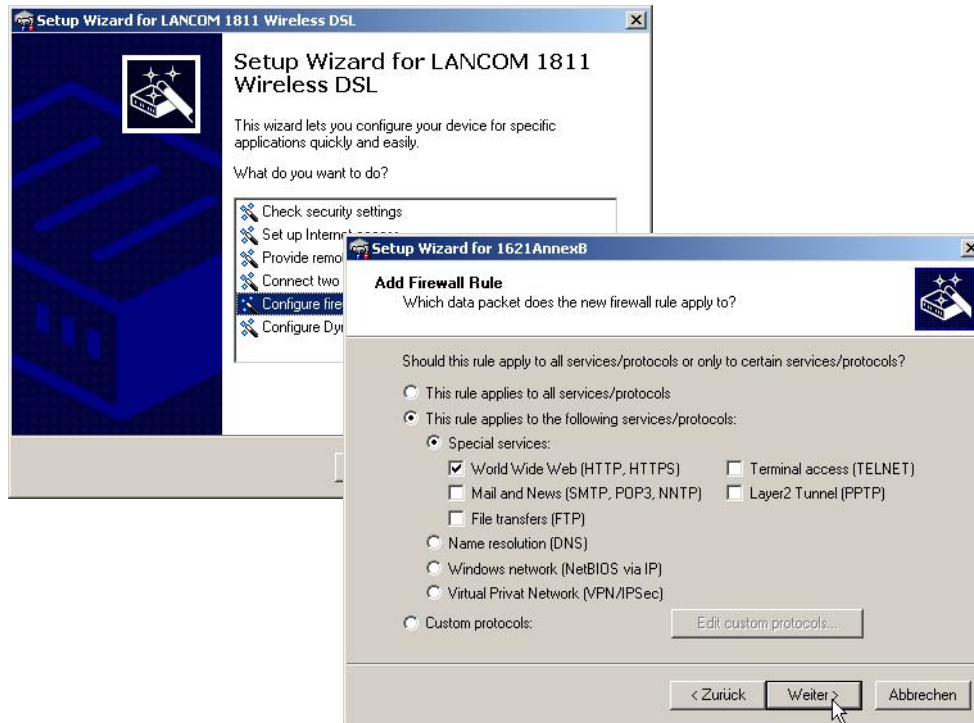 Setup Wizard for LANCOM 1811 Wireless DSL
Setup Wizard for LANCOM 1811
Wireless DSL
This wizard lets you configure your device for specific
applications quickly and easily.
What do you want to do?
Check security settings
Set up Internet access
Provide
Connect two
Configure
Configure
Setup Wizard for 1621AnnexB
Add Firewall Rule
Which data packet does the new firewall rule apply to?
Should this rule apply to all services/protocols or only to certain services/protocols?
This rule applies to all services/protocols
This rule applies to the following services/protocols:
Special services:
World Wide Web (HTTP, HTTPS)
Terminal access (TELNET)
Mail and News (SMTP, POP3, NNTP)
Layer2 Tunnel (PPTP)
File transfers (FTP)
Name resolution (DNS)
Windows network (NetBIOS via IP)
Virtual Privat Network (VPN/IPSec)
Custom protocols:
Edit custom protocols...
< Zurück
Weiter >
Abbrechen